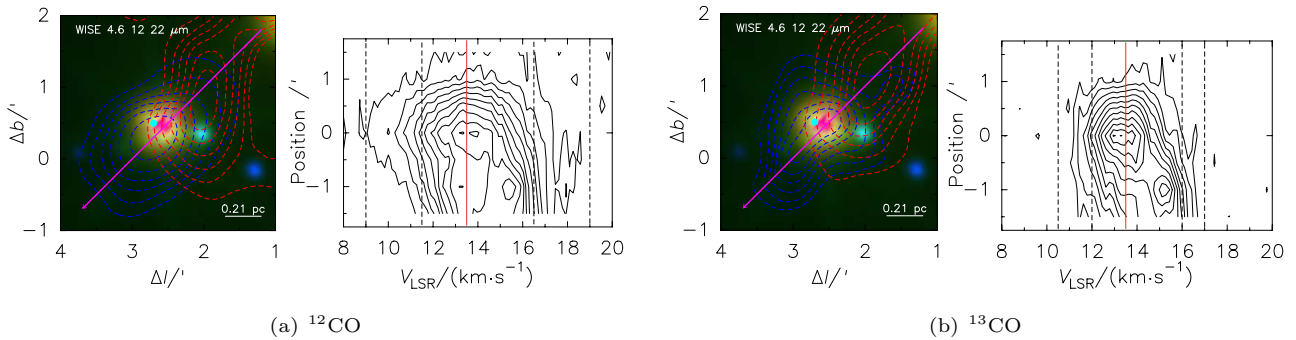 WISE 4.6 12 22 μm
2
1
0
−1
Δb/′
4 3 2 1
Δl/′
0.21 pc
Position /′
1
0
−1
8 10 12 14 16 18 20
V_LSR/(km·s⁻¹)
(a) ¹²CO
WISE 4.6 12 22 μm
2
1
0
−1
Δb/′
4 3 2 1
Δl/′
0.21 pc
Position /′
1
0
−1
8 10 12 14 16 18 20
V_LSR/(km·s⁻¹)
(b) ¹³CO